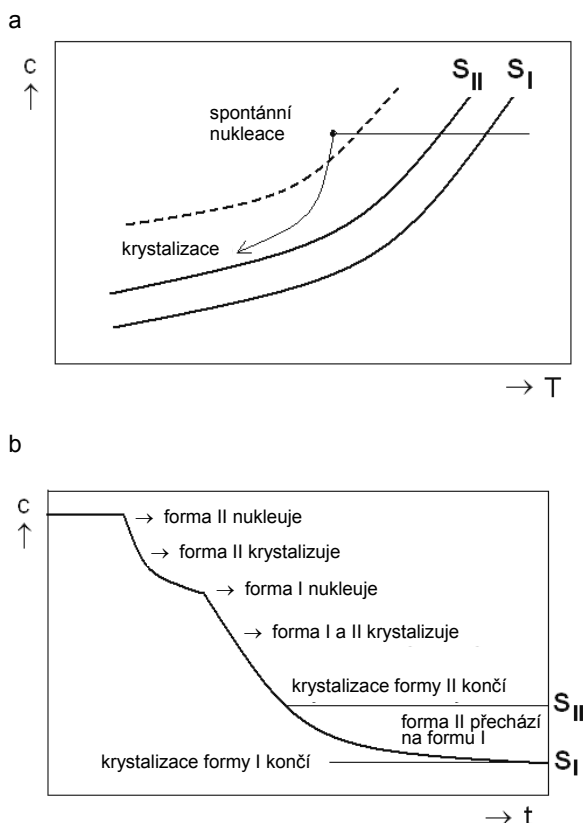 a
c
↑
S_II S_I
spontánní
nukleace
krystalizace
→ T
b
c
↑
→ forma II nukleuje
→ forma II krystalizuje
→ forma I nukleuje
→ forma I a II krystalizuje
krystalizace formy II končí
S_II
forma II přechází
na formu I
krystalizace formy I končí
S_I
→ t